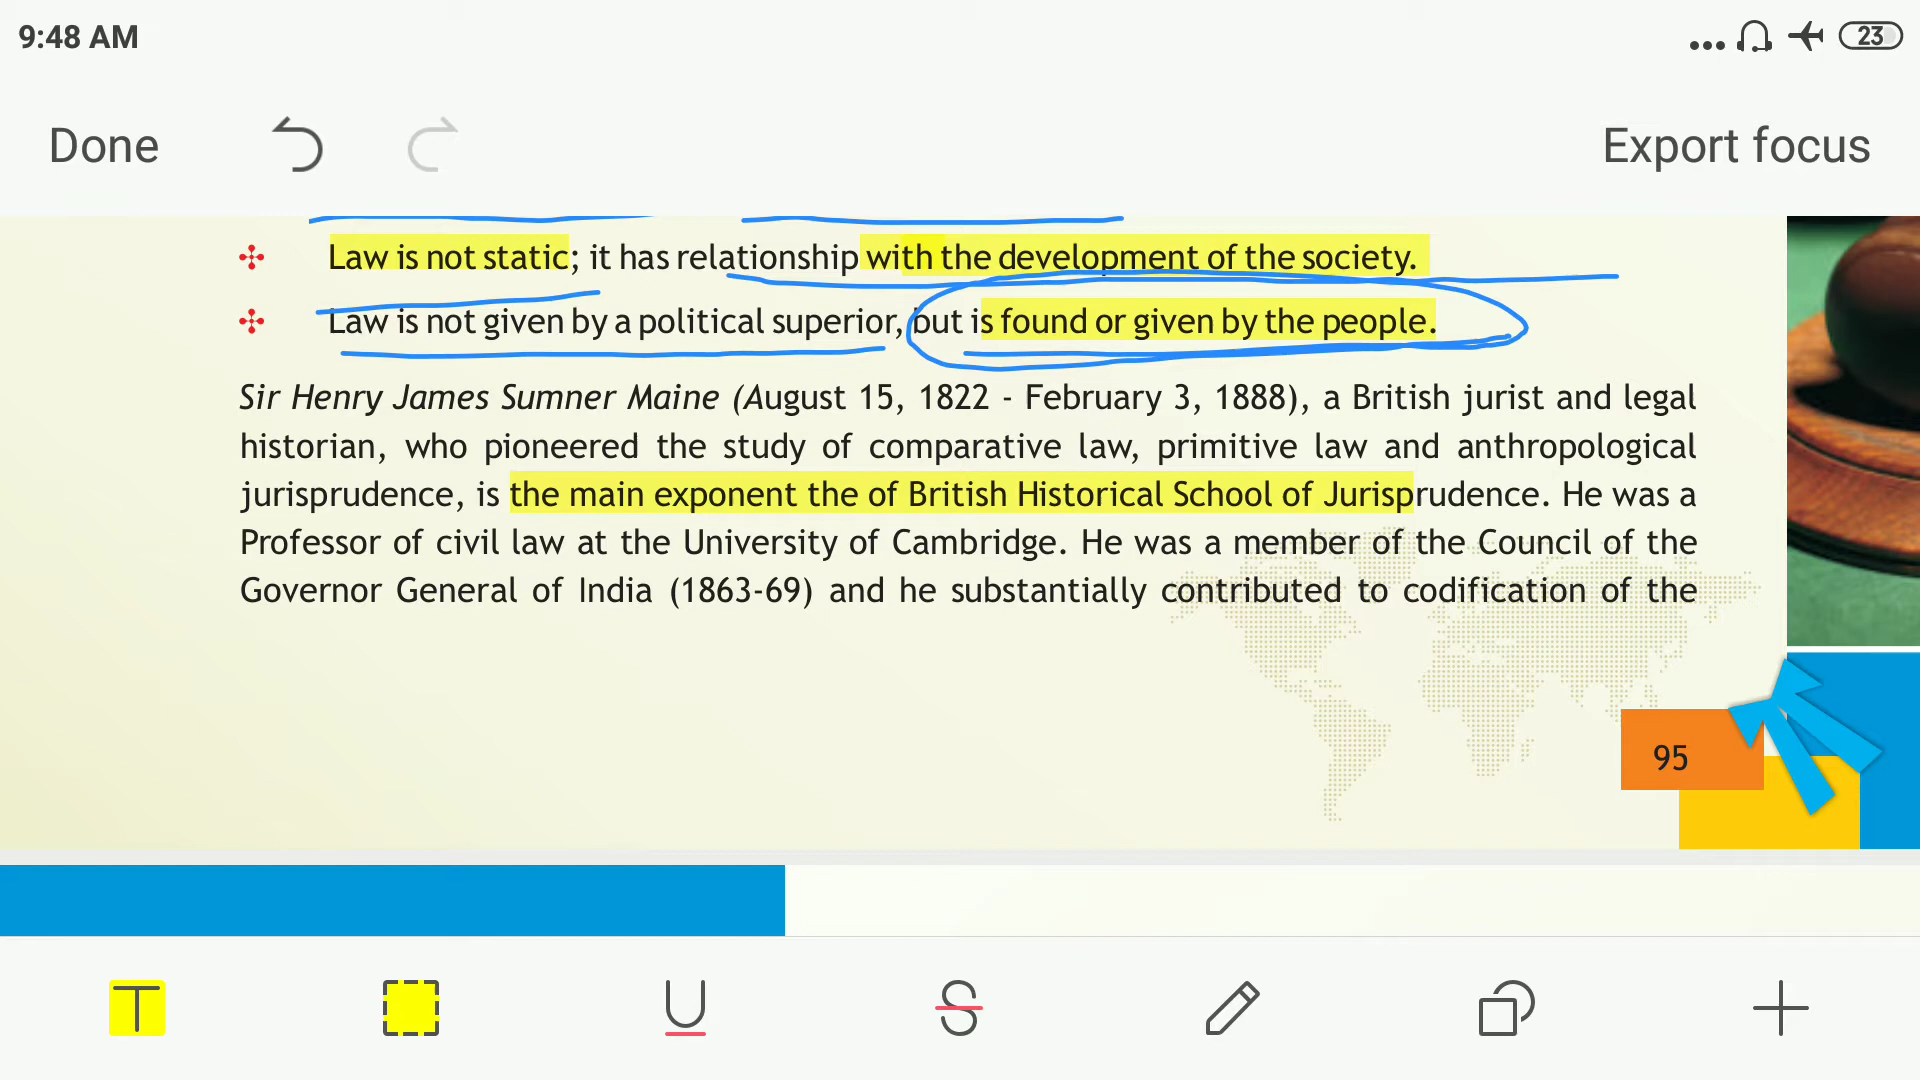 9:48 AM
23
Done
Export focus
Law is not static; it has relationship with the development of the society.
Law is not given by a political superior, but is found or given by the people.
Sir Henry James Sumner Maine (August 15, 1822 - February 3, 1888), a British jurist and legal
historian, who pioneered the study of comparative law, primitive law and anthropological
jurisprudence, is the main exponent the of British Historical School of Jurisprudence. He was a
Professor of civil law at the University of Cambridge. He was a member of the Council of the
Governor General of India (1863-69) and he substantially contributed to codification of the
95
T
U
S